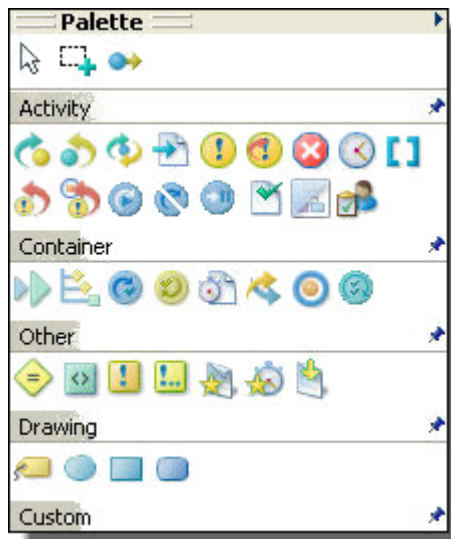 Palette
Activity
Container
Other
Drawing
Custom